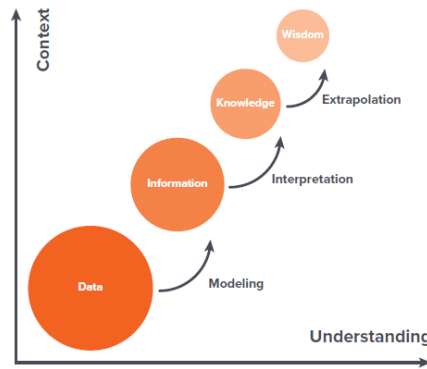 Context
Wisdom
Extrapolation
Knowledge
Interpretation
Information
Modeling
Data
Understanding